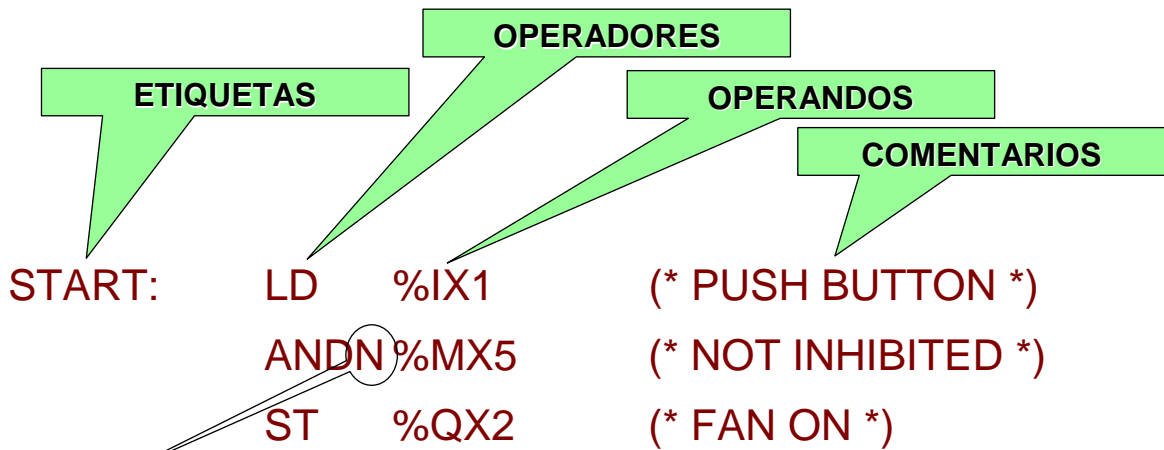 OPERADORES
ETIQUETAS
OPERANDOS
COMENTARIOS
START: LD %IX1 (* PUSH BUTTON *)
ANDN %MX5 (* NOT INHIBITED *)
ST %QX2 (* FAN ON *)